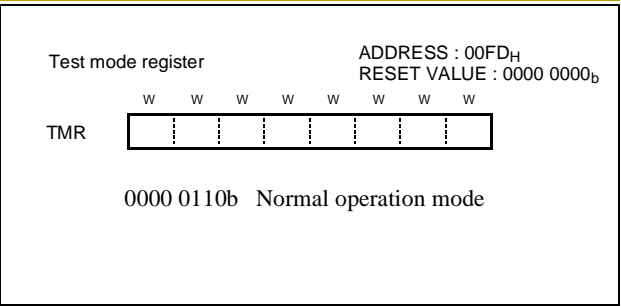 Test mode register
ADDRESS : 00FDH
RESET VALUE : 0000 0000b
W W W W W W W W
TMR
0000 0110b Normal operation mode